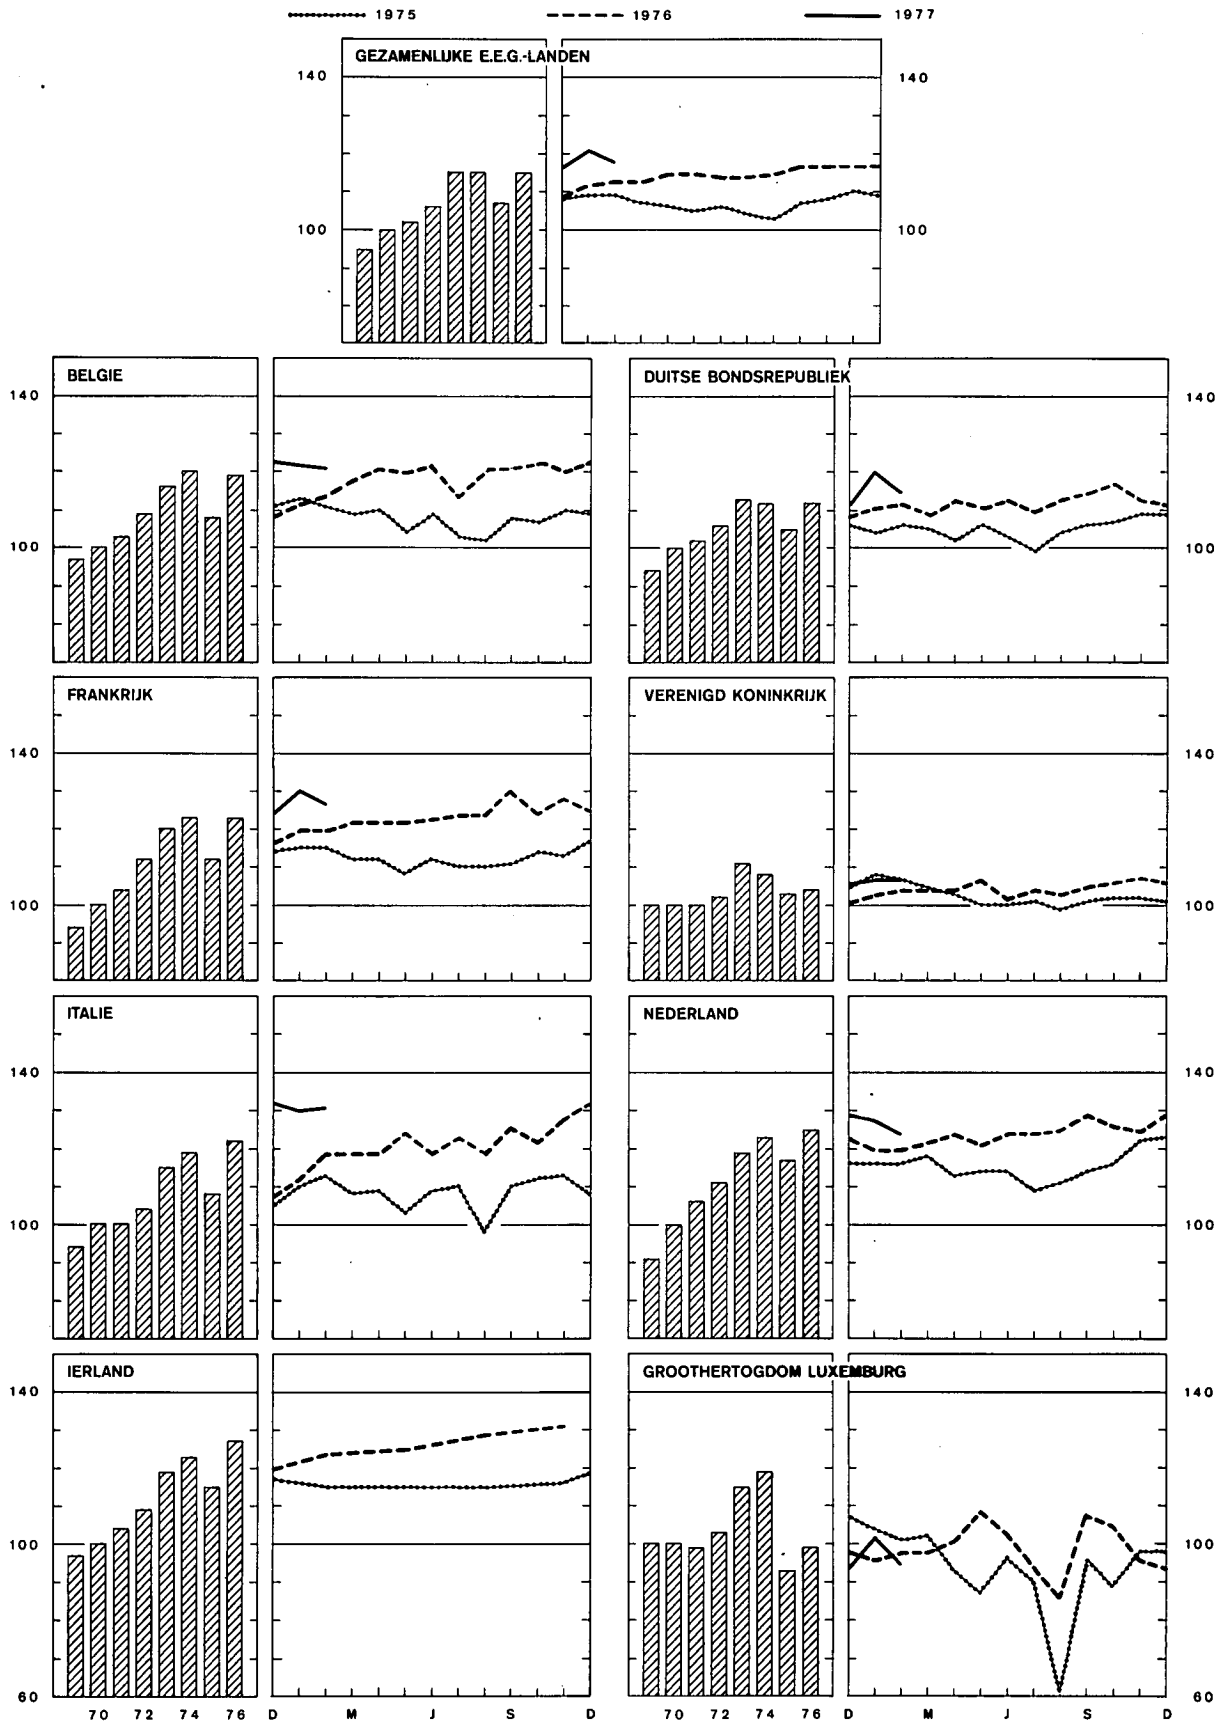 1975 1976 1977
GEZAMENLIJKE E.E.G.-LANDEN
140 140
100 100
BELGIE DUITSE BONDSREPUBLIEK
140 140
100 100
FRANKRIJK VERENIGD KONINKRIJK
140 140
100 100
ITALIE NEDERLAND
140 140
100 100
IERLAND GROOTHERTOGDOM LUXEMBURG
140 140
100 100
60 60
70 72 74 76 D M J S D 70 72 74 76 D M J S D